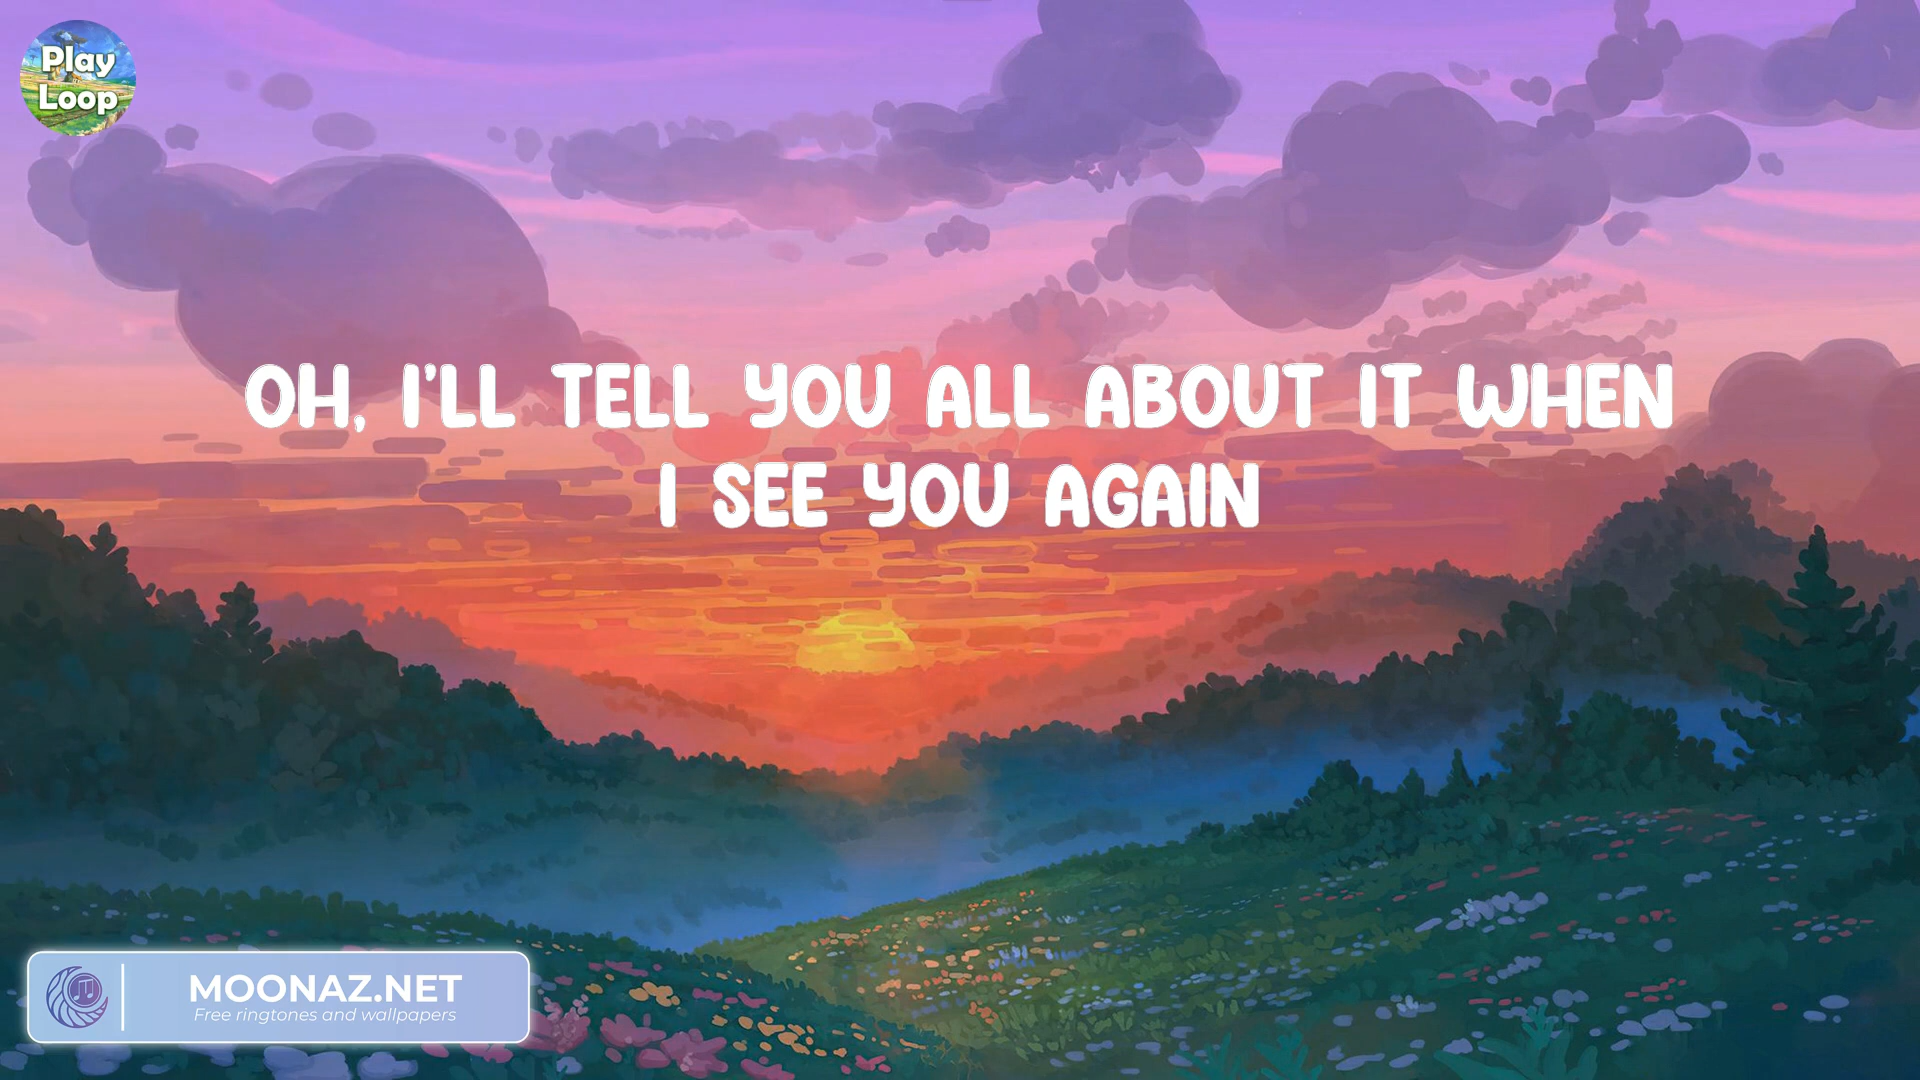 Play
Loop
OH, I'LL TELL YOU ALL ABOUT IT WHEN
I SEE YOU AGAIN
MOONAZ.NET
Free ringtones and wallpapers